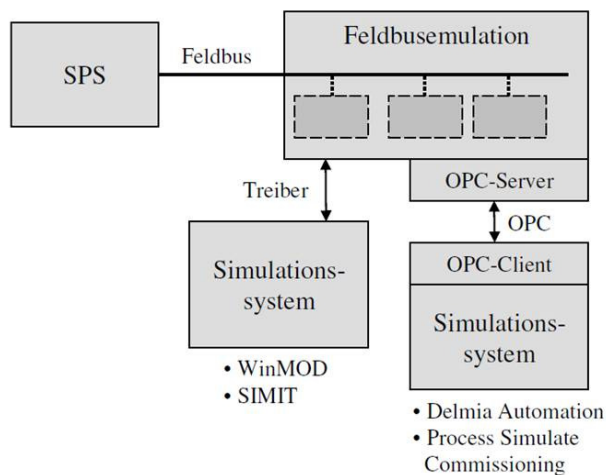 Feldbusemulation
SPS
Feldbus
OPC-Server
Treiber
OPC
OPC-Client
Simulations-
system
Simulations-
system
• WinMOD
• SIMIT
• Delmia Automation
• Process Simulate
Commissioning